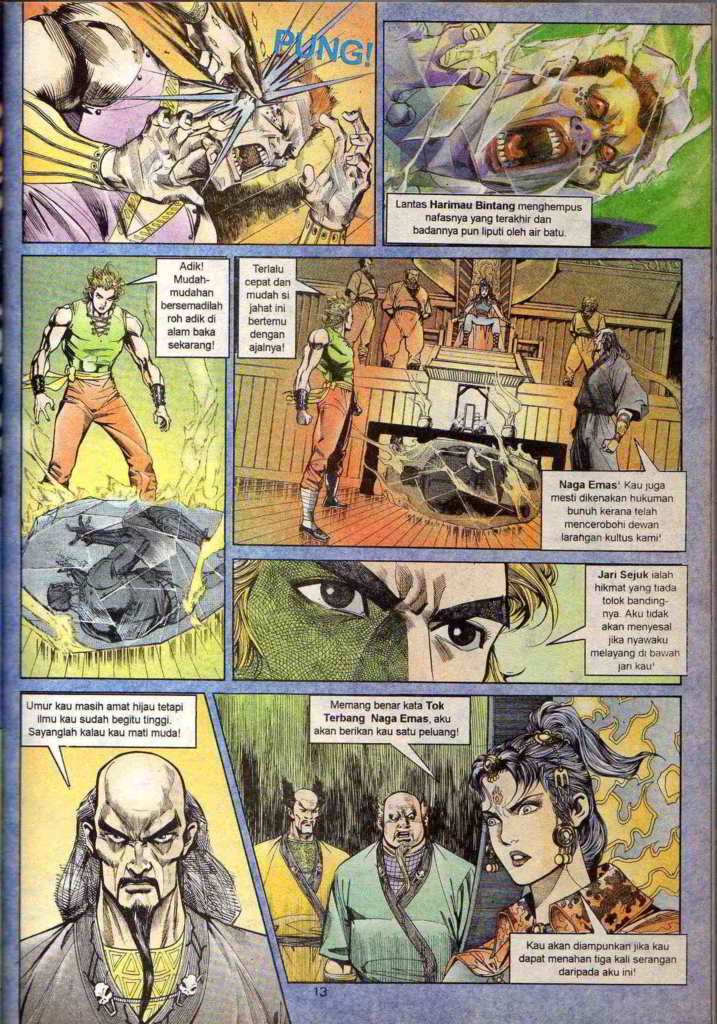 PUNG!
Lantas Harimau Bintang menghempus
nafasnya yang terakhir dan
badannya pun liputi oleh air batu.
Adik!
Mudah-
mudahan
bersemadilah
roh adik di
alam baka
sekarang!
Terlalu
cepat dan
mudah si
jahat ini
bertemu
dengan
ajalnya!
Naga Emas! Kau juga
mesti dikenakan hukuman
bunuh kerana telah
mencerobohi dewan
larangan kultus kami!
Jari Sejuk ialah
hikmat yang tiada
tolok banding-
nya. Aku tidak
akan menyesal
jika nyawaku
melayang di bawah
jari kau!
Umur kau masih amat hijau tetapi
ilmu kau sudah begitu tinggi.
Sayanglah kalau kau mati muda!
Memang benar kata Tok
Terbang Naga Emas, aku
akan berikan kau satu peluang!
Kau akan diampunkan jika kau
dapat menahan tiga kali serangan
daripada aku ini!
13